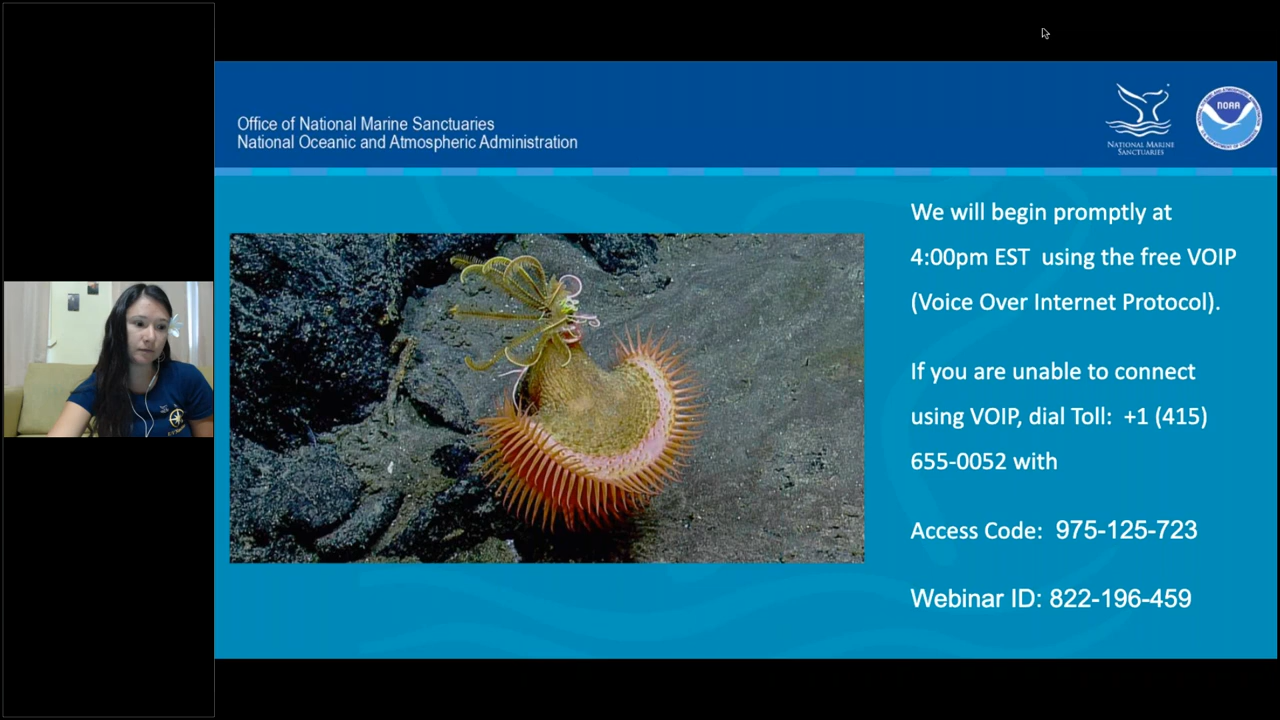 Office of National Marine Sanctuaries
National Oceanic and Atmospheric Administration
NATIONAL MARINE
SANCTUARIES
NOAA
We will begin promptly at
4:00pm EST using the free VOIP
(Voice Over Internet Protocol).
If you are unable to connect
using VOIP, dial Toll: +1 (415)
655-0052 with
Access Code: 975-125-723
Webinar ID: 822-196-459